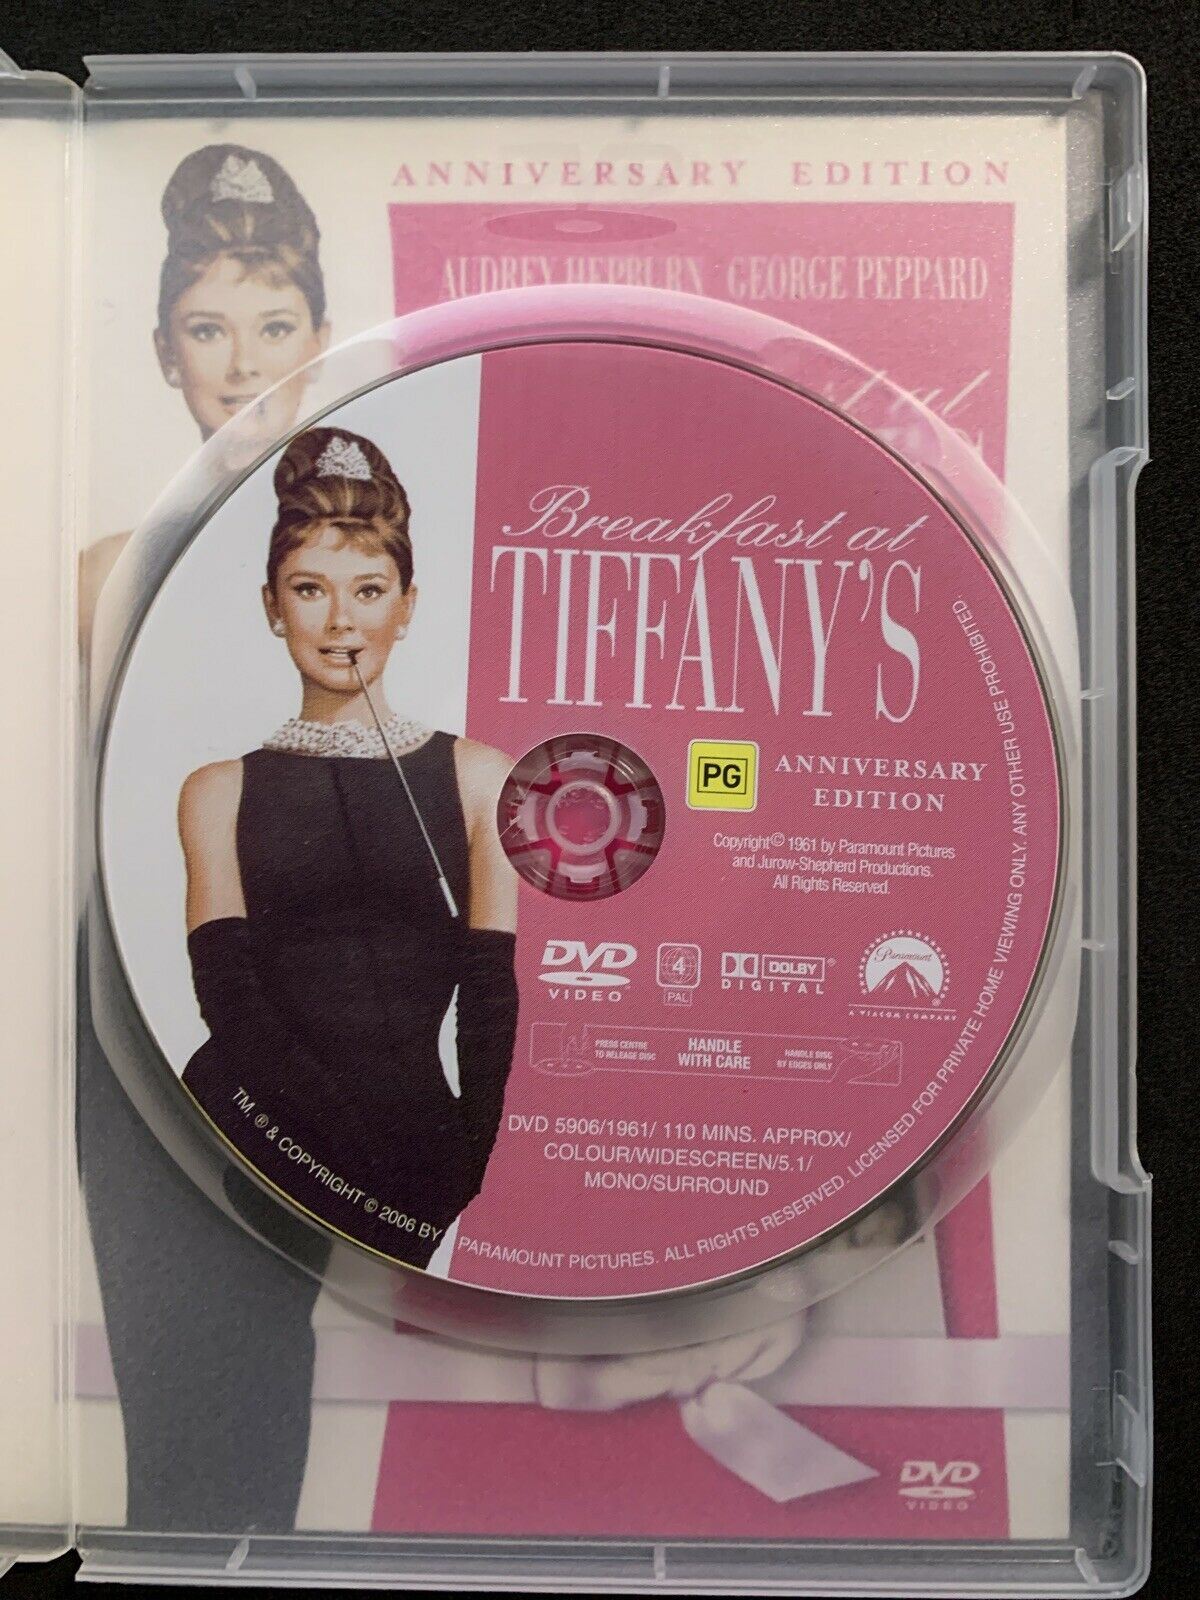 ANNIVERSARY EDITION
AUDREY HEPBURN GEORGE PEPPARD
Breakfast at
TIFFANY'S
PG
ANNIVERSARY
EDITION
Copyright© 1961 by Paramount Pictures
and Jurow-Shepherd Productions.
All Rights Reserved.
DVD
VIDEO
4
PAL
DOLBY®
DIGITAL
Paramount®
A VIACOM COMPANY
PRESS CENTRE
TO RELEASE DISC
HANDLE
WITH CARE
HANDLE DISC
BY EDGES ONLY
DVD 5906/1961/ 110 MINS. APPROX/
COLOUR/WIDESCREEN/5.1/
MONO/SURROUND
TM, ® & COPYRIGHT © 2006 BY PARAMOUNT PICTURES. ALL RIGHTS RESERVED. LICENSED FOR PRIVATE HOME VIEWING ONLY. ANY OTHER USE PROHIBITED.
DVD
VIDEO